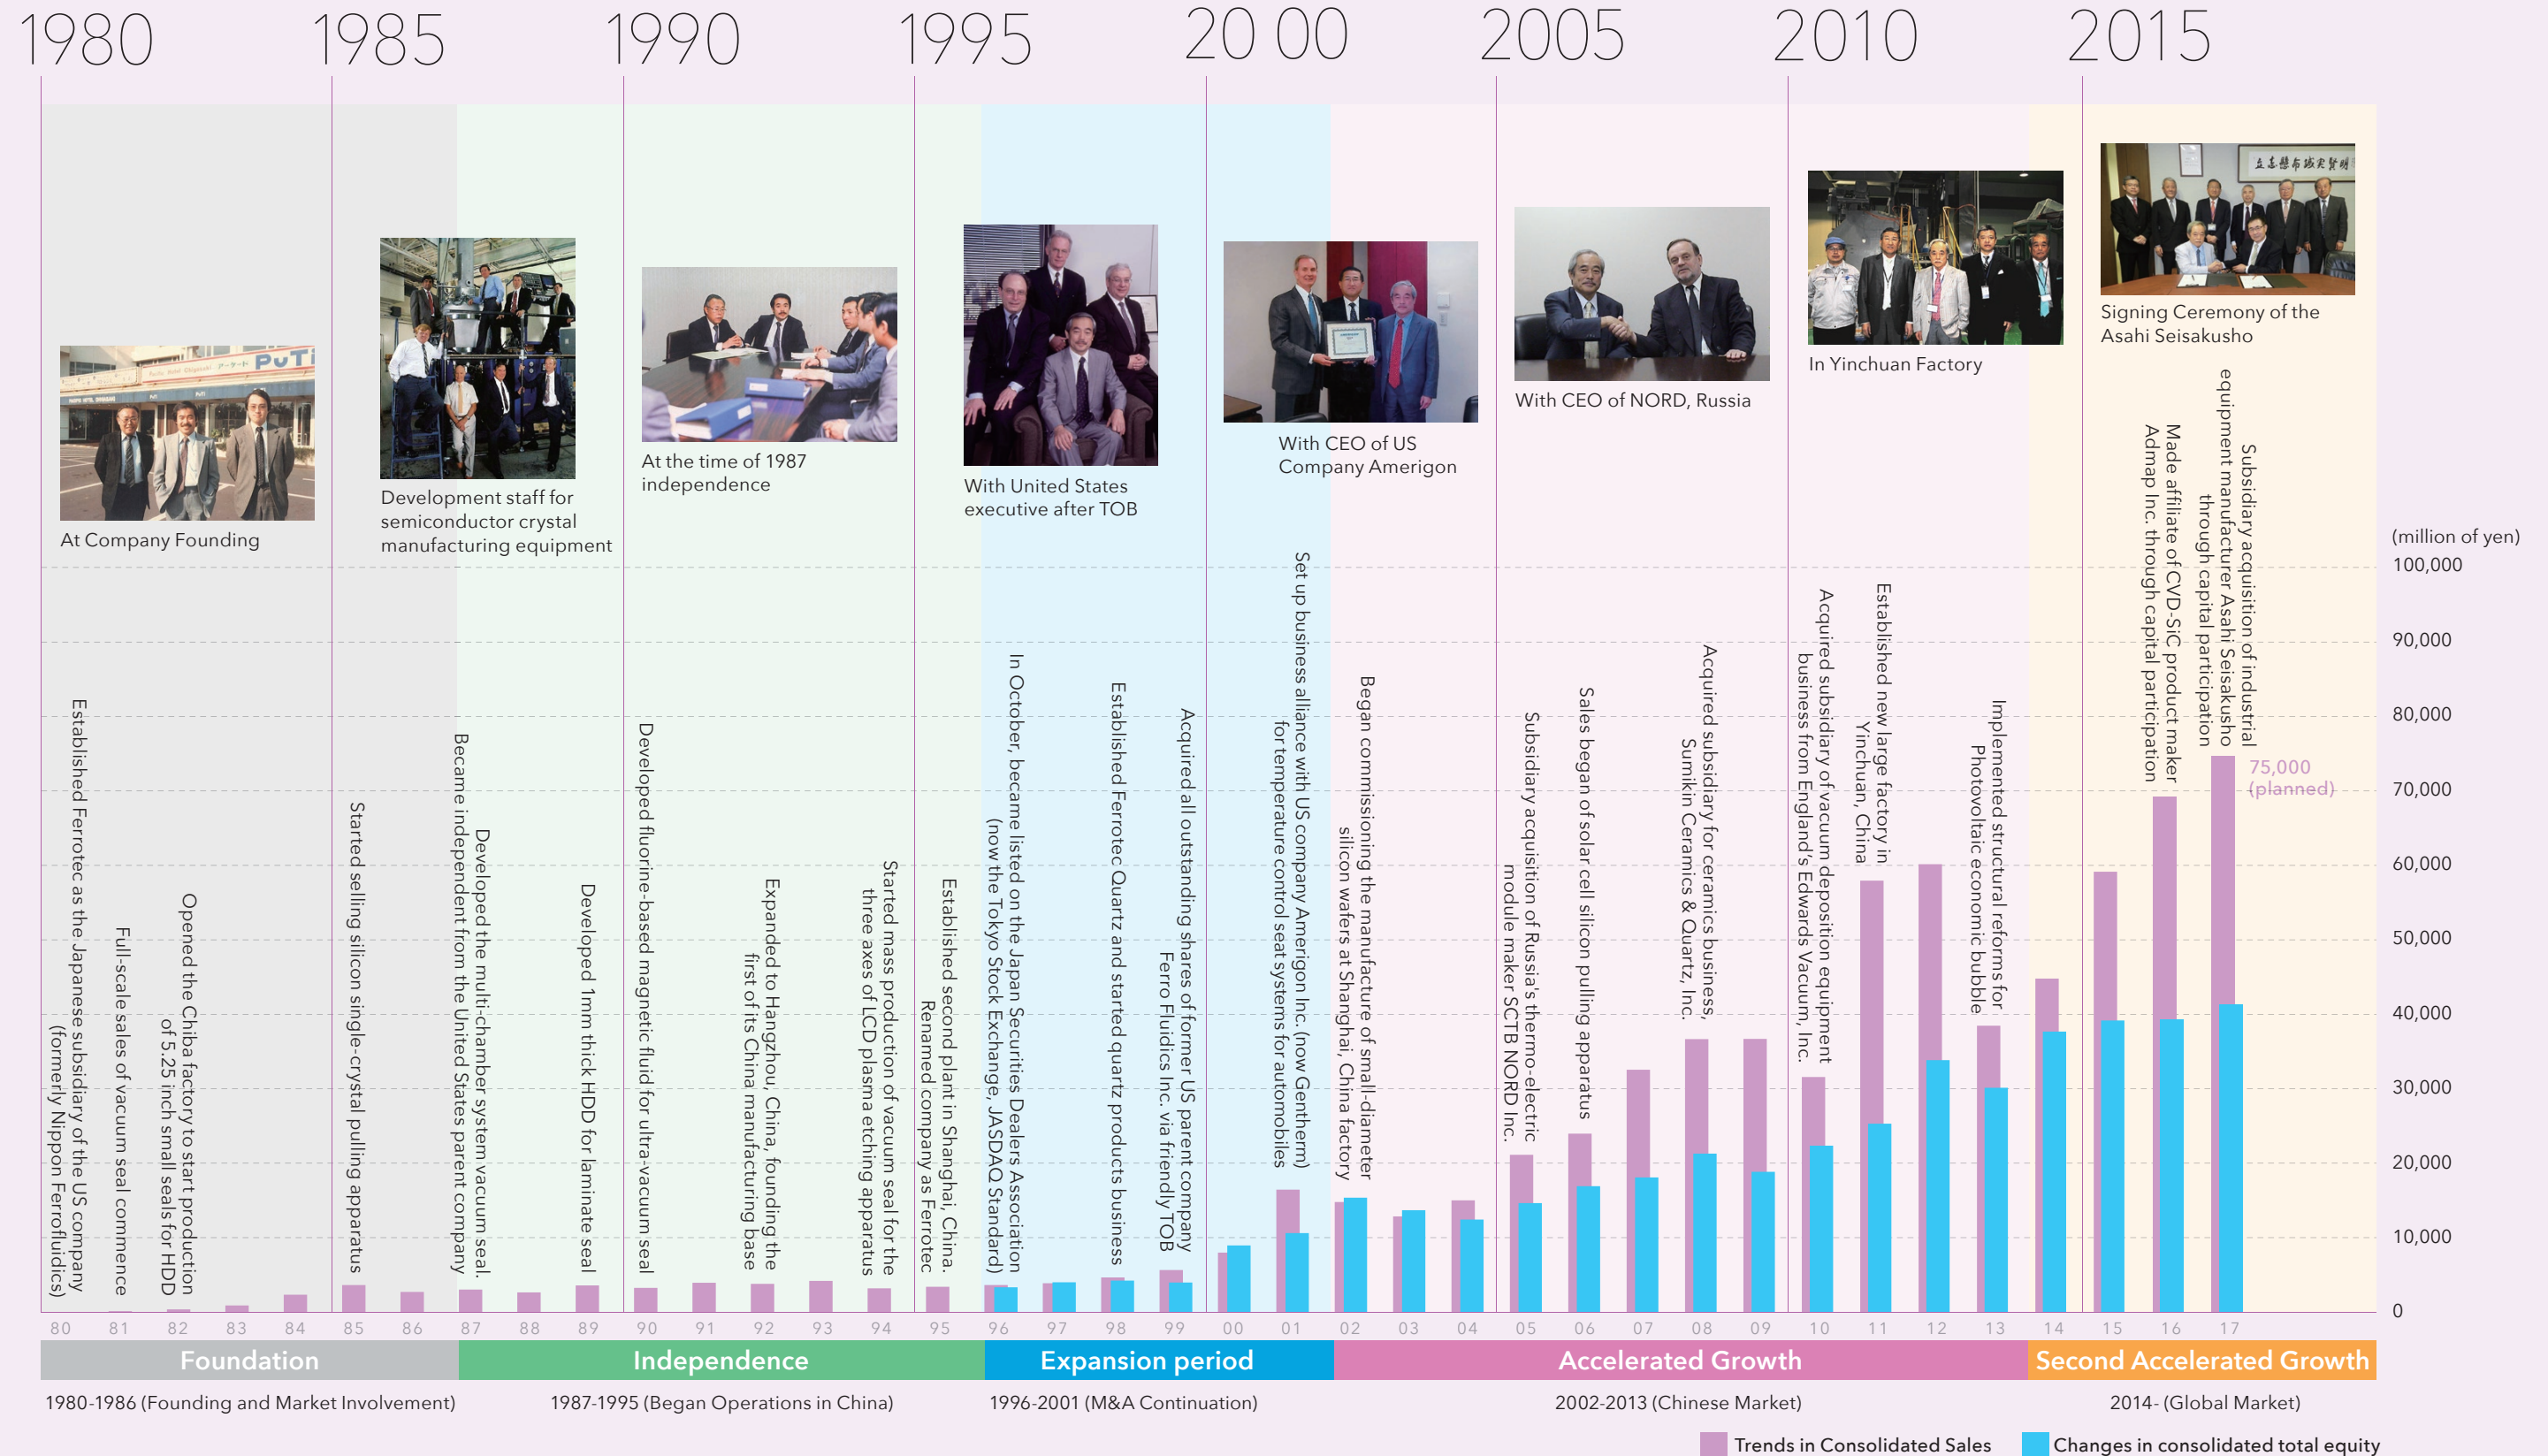 1980
1985
1990
1995
20 00
2005
2010
2015
PuTi
At Company Founding
Development staff for
semiconductor crystal
manufacturing equipment
At the time of 1987
independence
With United States
executive after TOB
With CEO of US
Company Amerigon
With CEO of NORD, Russia
In Yinchuan Factory
Signing Ceremony of the
Asahi Seisakusho
Established Ferrotec as the Japanese subsidiary of the US company
(formerly Nippon Ferrofluidics)
Full-scale sales of vacuum seal commence
Opened the Chiba factory to start production
of 5.25 inch small seals for HDD
Started selling silicon single-crystal pulling apparatus
Developed the multi-chamber system vacuum seal.
Became independent from the United States parent company
Developed 1mm thick HDD for laminate seal
Developed fluorine-based magnetic fluid for ultra-vacuum seal
Expanded to Hangzhou, China, founding the
first of its China manufacturing base
Started mass production of vacuum seal for the
three axes of LCD plasma etching apparatus
Established second plant in Shanghai, China.
Renamed company as Ferrotec
In October, became listed on the Japan Securities Dealers Association
(now the Tokyo Stock Exchange, JASDAQ Standard)
Established Ferrotec Quartz and started quartz products business
Acquired all outstanding shares of former US parent company
Ferro Fluidics Inc. via friendly TOB
Set up business alliance with US company Amerigon Inc. (now Gentherm)
for temperature control seat systems for automobiles
Began commissioning the manufacture of small-diameter
silicon wafers at Shanghai, China factory
Subsidiary acquisition of Russia's thermo-electric
module maker SCTB NORD Inc.
Sales began of solar cell silicon pulling apparatus
Acquired subsidiary for ceramics business,
Sumikin Ceramics & Quartz, Inc.
Acquired subsidiary of vacuum deposition equipment
business from England's Edwards Vacuum, Inc.
Established new large factory in
Yinchuan, China
Implemented structural reforms for
Photovoltaic economic bubble
Made affiliate of CVD-SiC product maker
Admap Inc. through capital participation
Subsidiary acquisition of industrial
equipment manufacturer Asahi Seisakusho
through capital participation
75,000
(planned)
(million of yen)
100,000
90,000
80,000
70,000
60,000
50,000
40,000
30,000
20,000
10,000
0
80 81 82 83 84 85 86 87 88 89 90 91 92 93 94 95 96 97 98 99 00 01 02 03 04 05 06 07 08 09 10 11 12 13 14 15 16 17
Foundation
Independence
Expansion period
Accelerated Growth
Second Accelerated Growth
1980-1986 (Founding and Market Involvement)
1987-1995 (Began Operations in China)
1996-2001 (M&A Continuation)
2002-2013 (Chinese Market)
2014- (Global Market)
Trends in Consolidated Sales
Changes in consolidated total equity